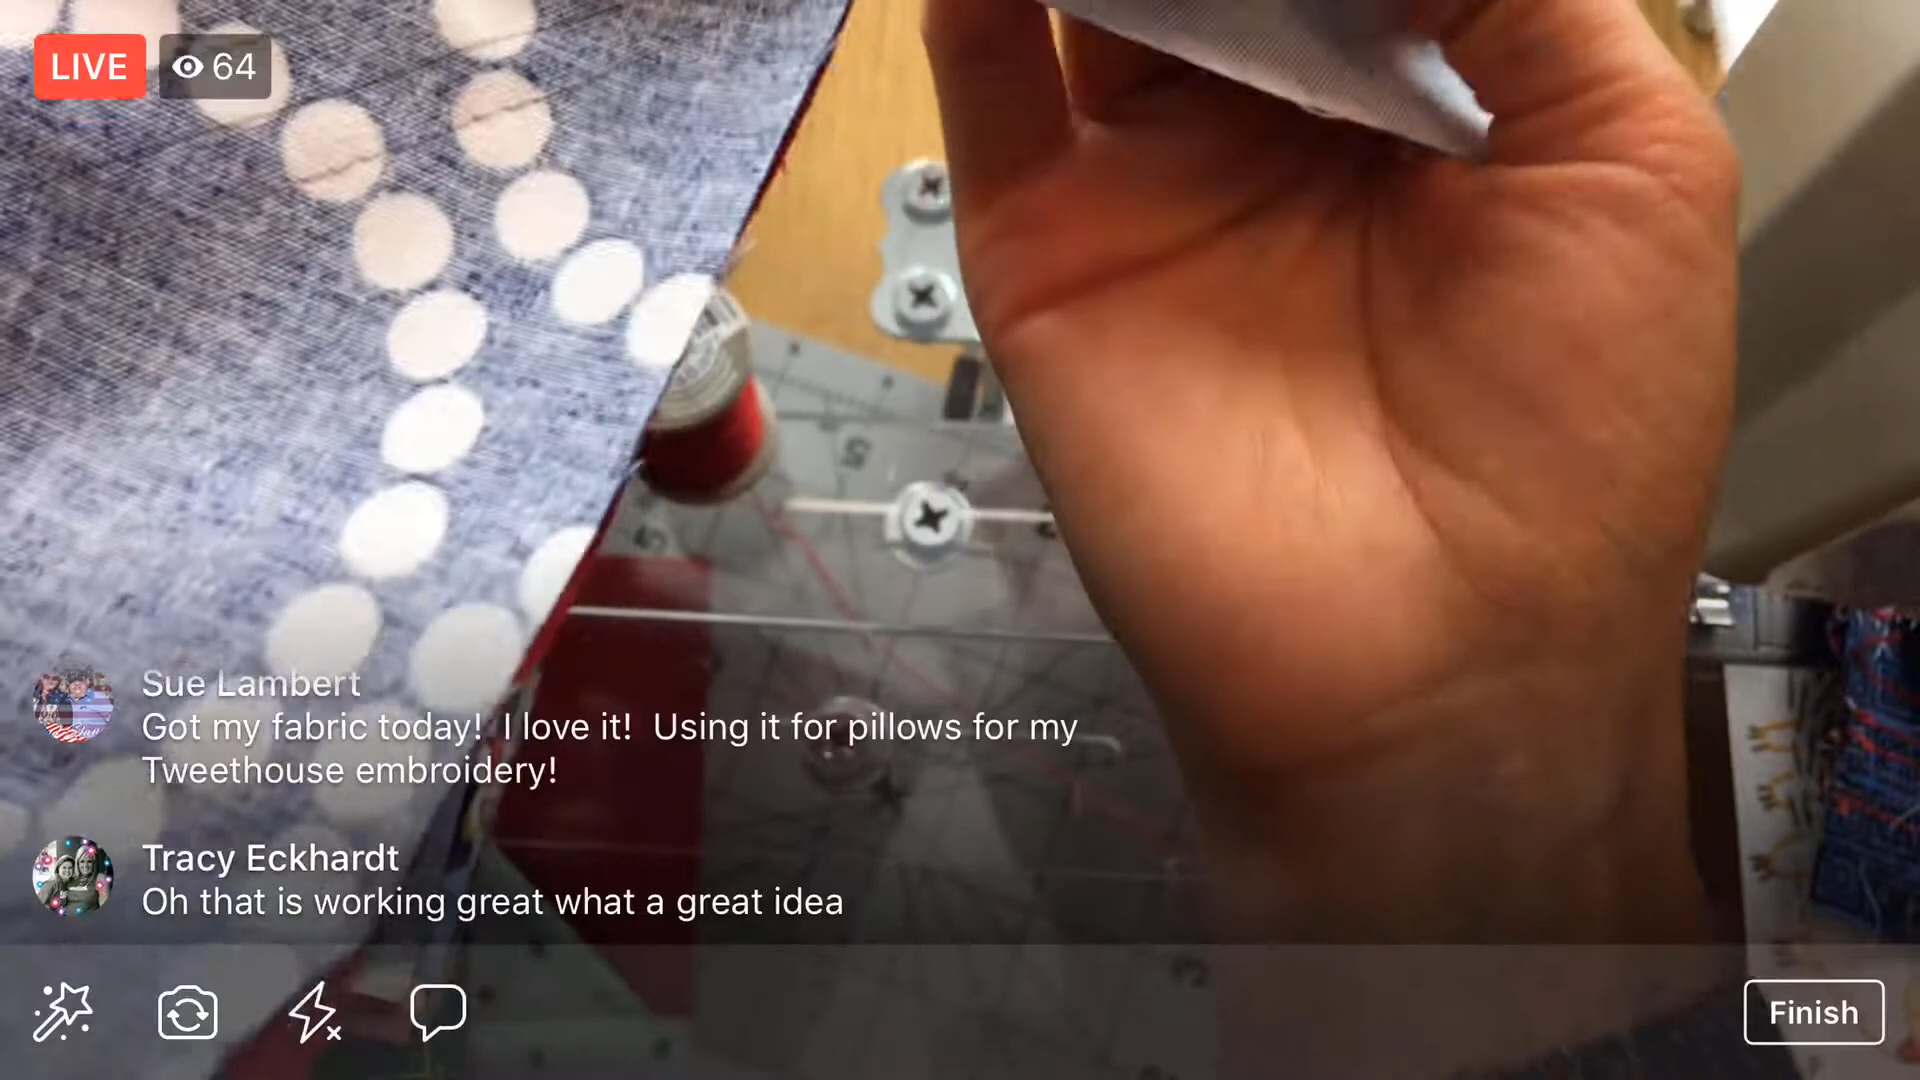 LIVE 64
Sue Lambert
Got my fabric today!  I love it!  Using it for pillows for my
Tweethouse embroidery!
Tracy Eckhardt
Oh that is working great what a great idea
Finish